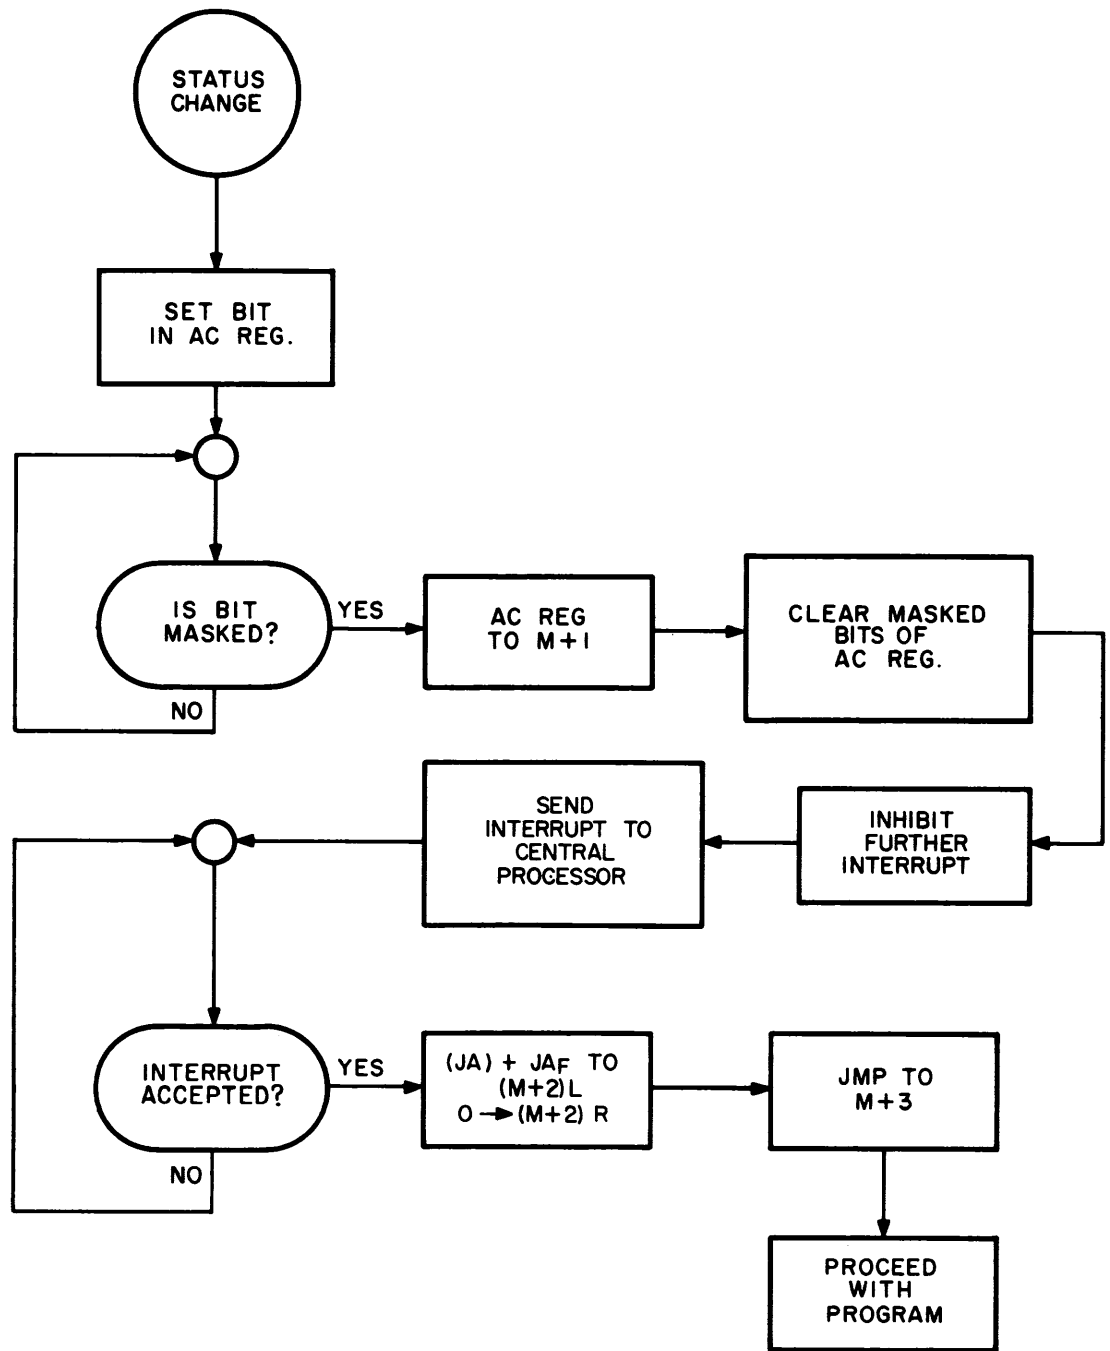 STATUS
CHANGE
SET BIT
IN AC REG.
IS BIT
MASKED?
YES
NO
AC REG
TO M+1
CLEAR MASKED
BITS OF
AC REG.
INHIBIT
FURTHER
INTERRUPT
SEND
INTERRUPT TO
CENTRAL
PROCESSOR
INTERRUPT
ACCEPTED?
YES
NO
(JA) + JAF TO
(M+2)L
O → (M+2) R
JMP TO
M+3
PROCEED
WITH
PROGRAM